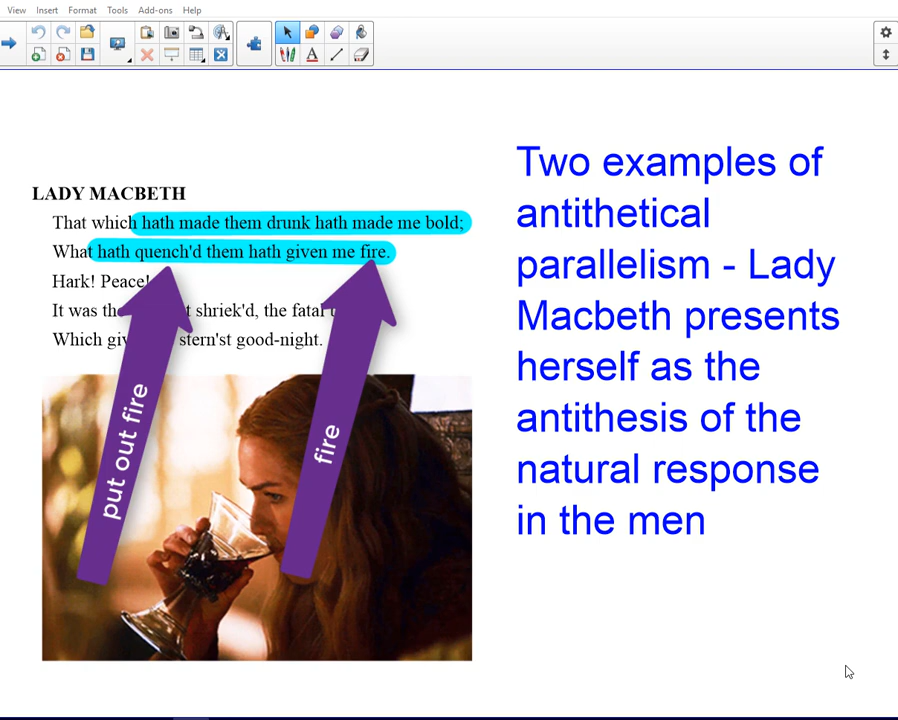 View Insert Format Tools Add-ons Help
LADY MACBETH
That which hath made them drunk hath made me bold;
What hath quench'd them hath given me fire.
Hark! Peace!
It was the shriek'd, the fatal
Which stern'st good-night.
put out fire
fire
Two examples of
antithetical
parallelism - Lady
Macbeth presents
herself as the
antithesis of the
natural response
in the men